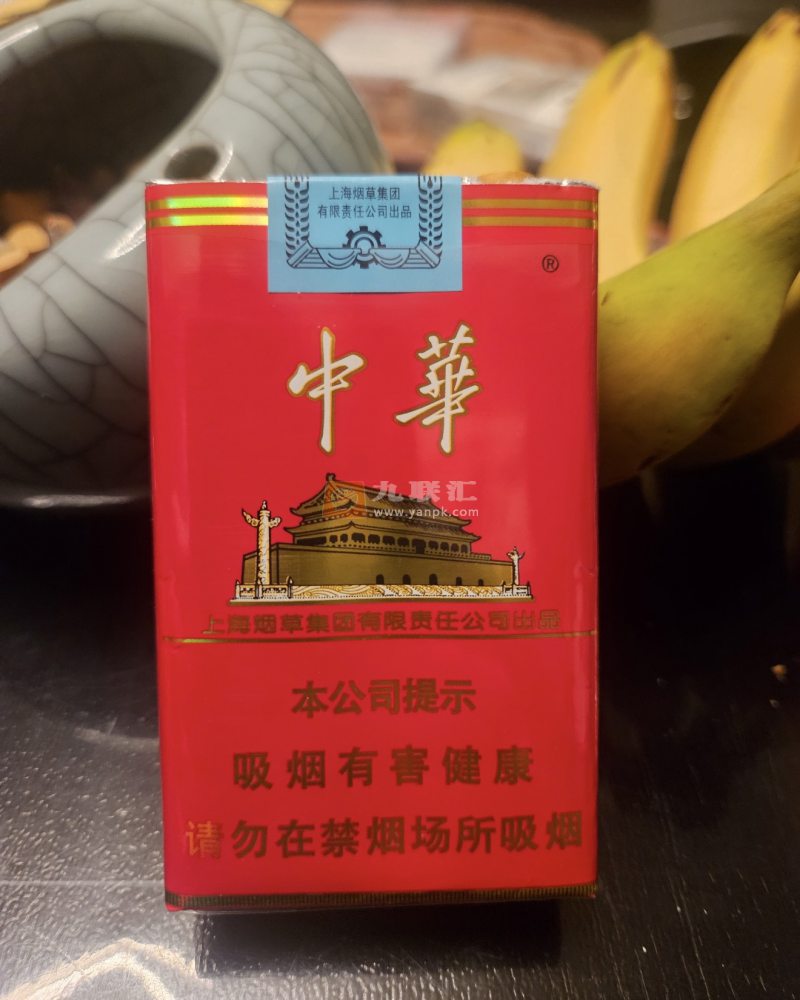 上海烟草集团
有限责任公司出品
®
中華
九联汇
www.yanpk.com
上海烟草集团有限责任公司出品
本公司提示
吸烟有害健康
请勿在禁烟场所吸烟